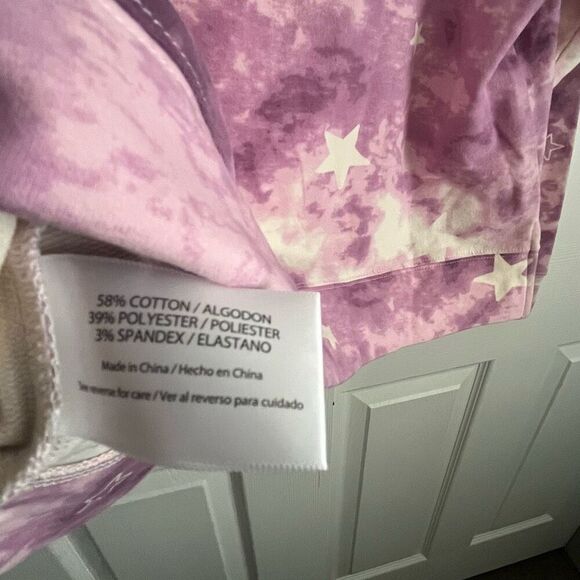 58% COTTON / ALGODON
39% POLYESTER / POLIESTER
3% SPANDEX / ELASTANO
Made in China / Hecho en China
See reverse for care / Ver al reverso para cuidado